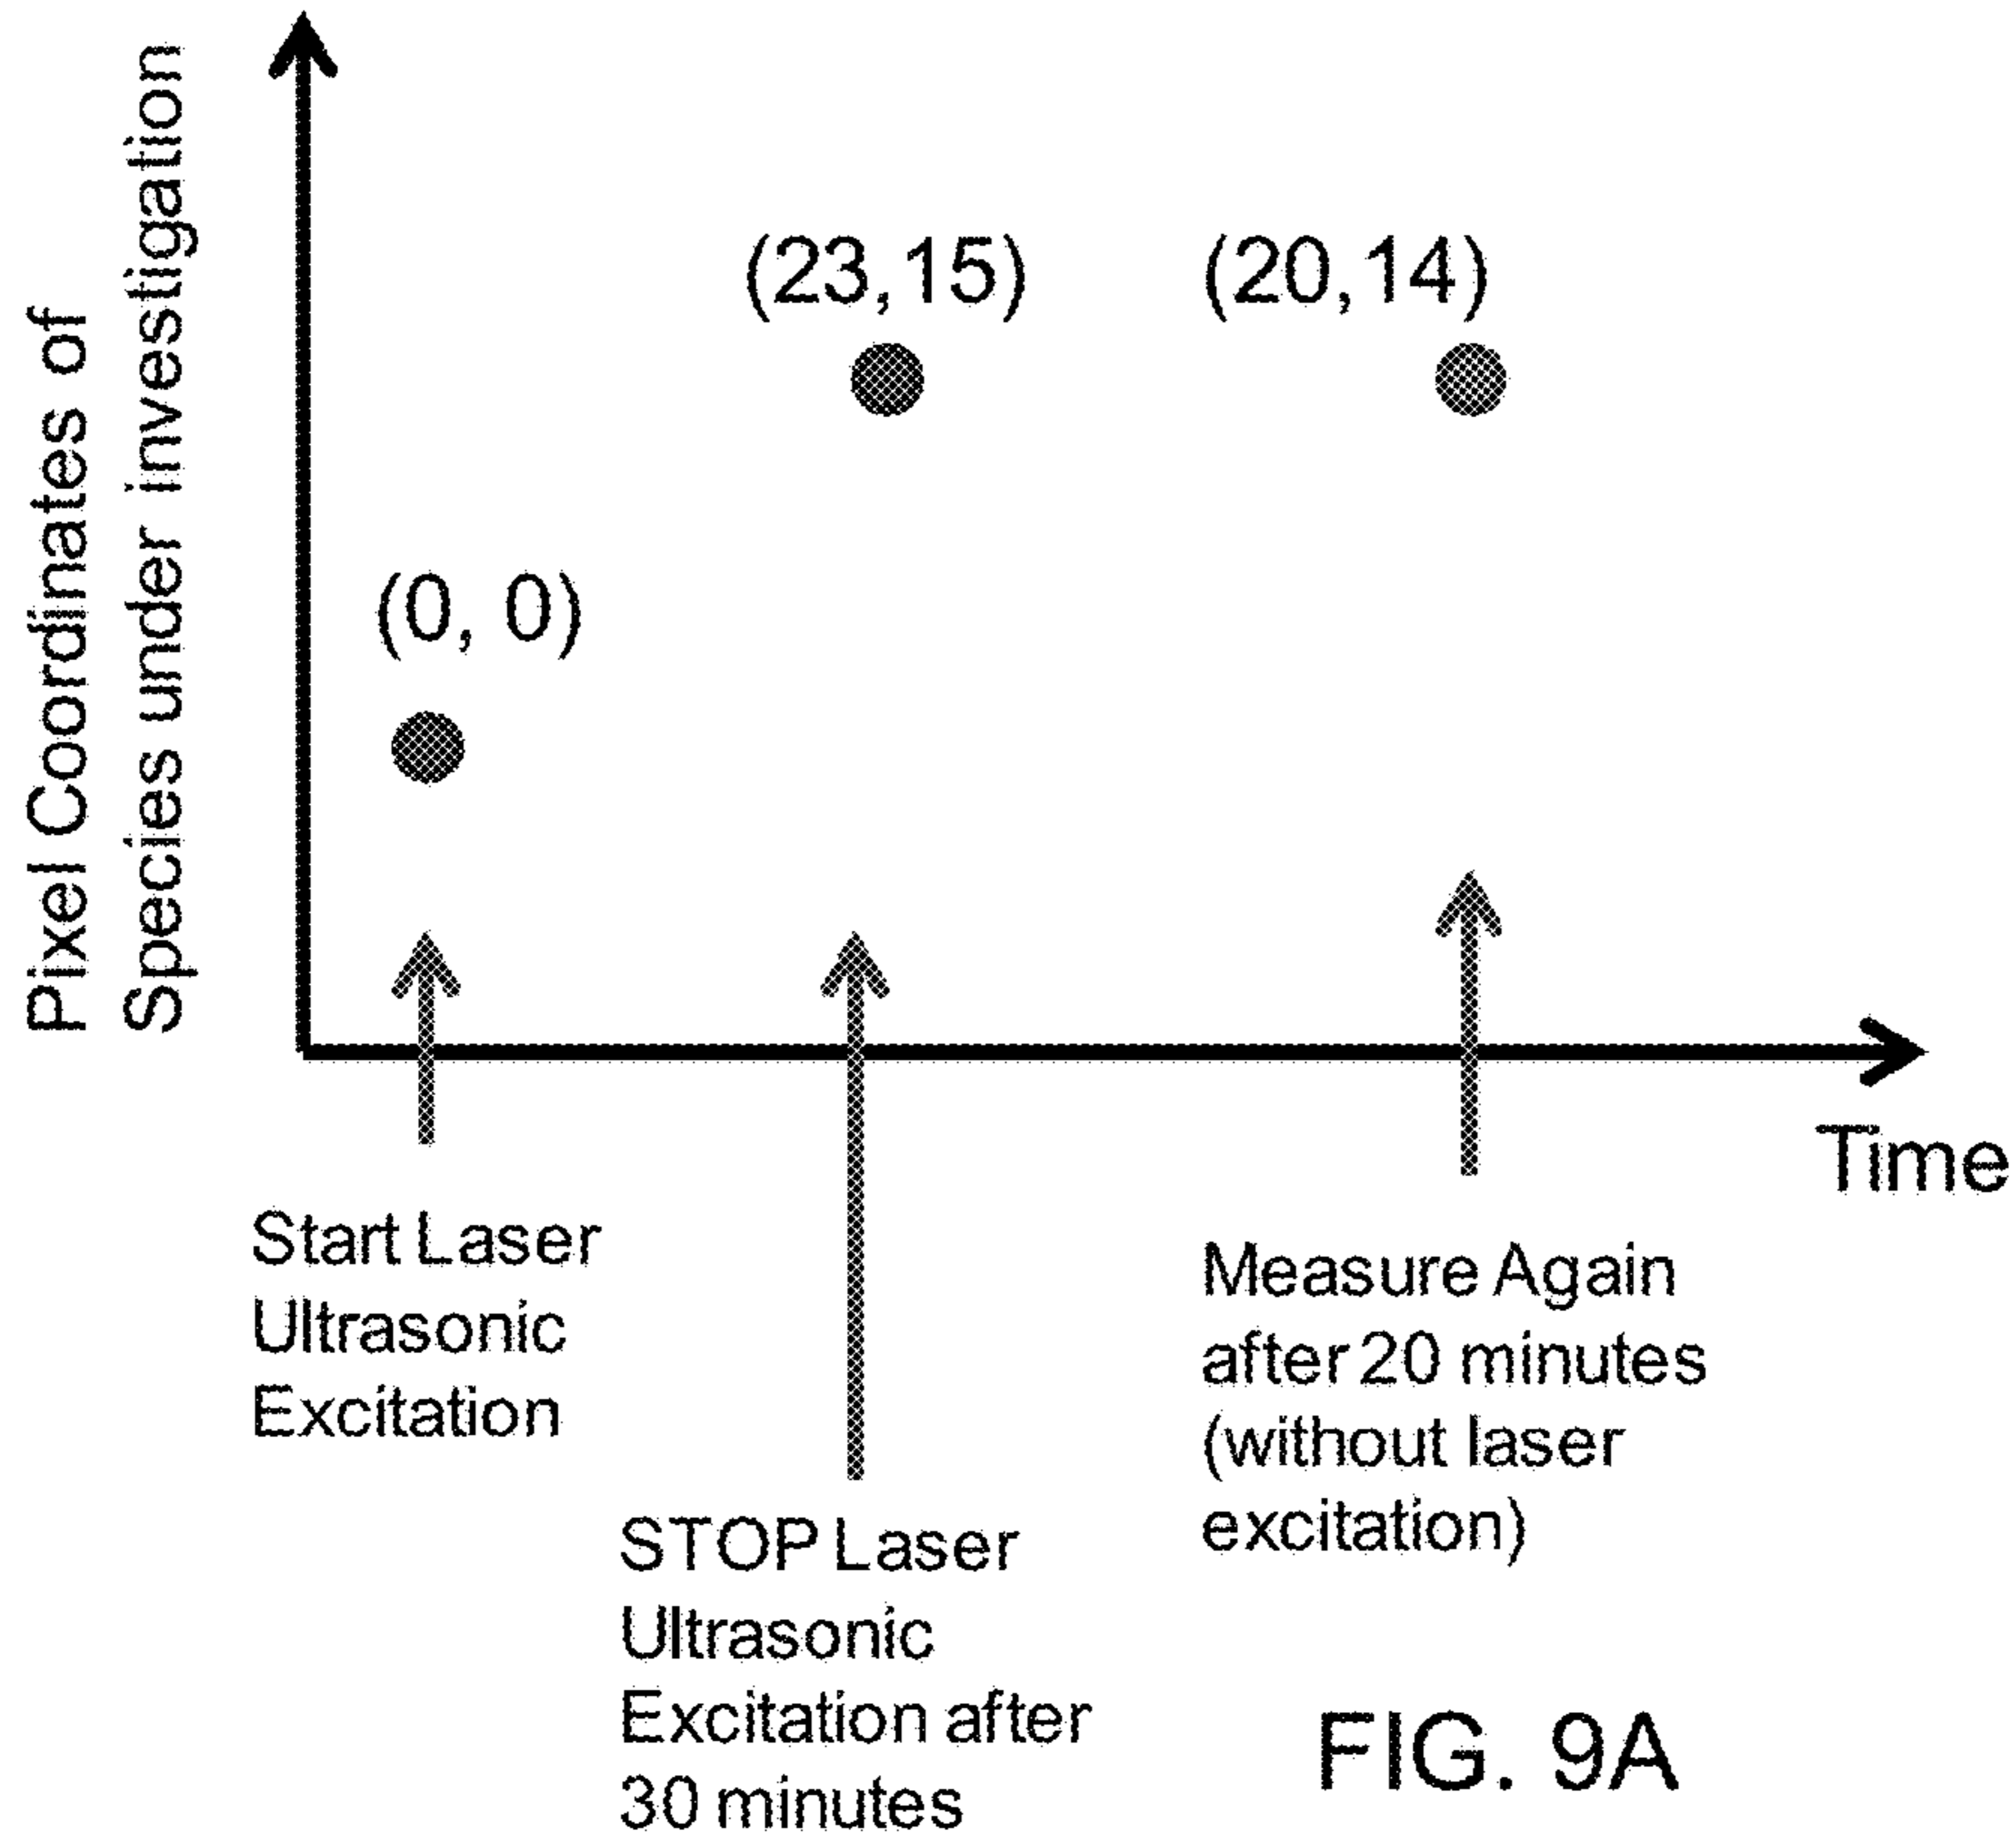 Pixel Coordinates of
Species under investigation
(0, 0)
(23,15)
(20,14)
Time
Start Laser
Ultrasonic
Excitation
STOP Laser
Ultrasonic
Excitation after
30 minutes
Measure Again
after 20 minutes
(without laser
excitation)
FIG. 9A